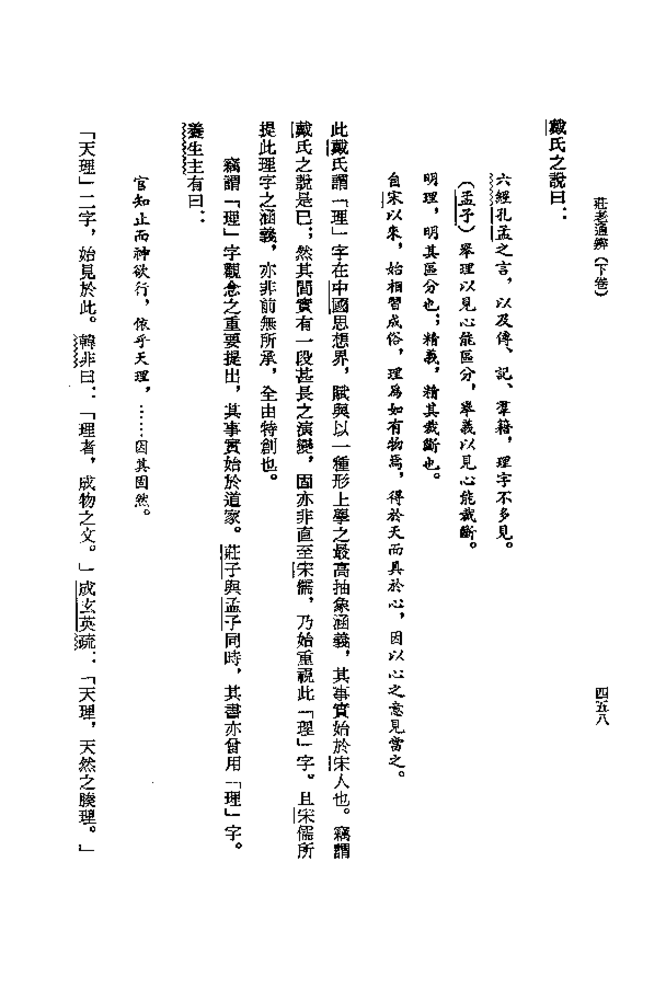 莊老通辨（下卷）
四五八
戴氏之說曰：
六經孔孟之言，以及傳、記、羣籍，理字不多見。
（孟子）舉理以見心能區分，舉義以見心能裁斷。
明理，明其區分也；精義，精其裁斷也。
自宋以來，始相習成俗，理為如有物焉，得於天而具於心，因以心之意見當之。
此戴氏謂「理」字在中國思想界，賦與以一種形上學之最高抽象涵義，其事實始於宋人也。竊謂
戴氏之說是已；然其間實有一段甚長之演變，固亦非直至宋儒，乃始重視此「理」字。且宋儒所
提此理字之涵義，亦非前無所承，全由特創也。
竊謂「理」字觀念之重要提出，其事實始於道家。莊子與孟子同時，其書亦曾用「理」字。
養生主有曰：
官知止而神欲行，依乎天理，……因其固然。
「天理」二字，始見於此。韓非曰：「理者，成物之文。」成玄英疏：「天理，天然之腠理。」